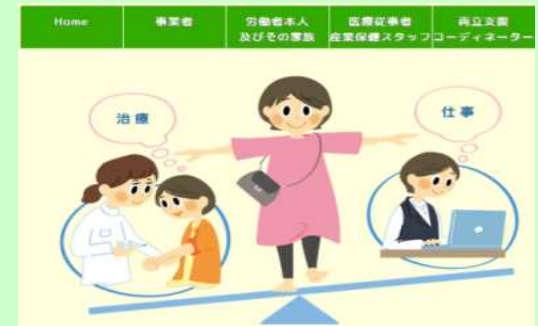 Home
事業者
労働者本人
及びその家族
医療従事者
産業保健スタッフ
両立支援
コーディネーター
治療
仕事